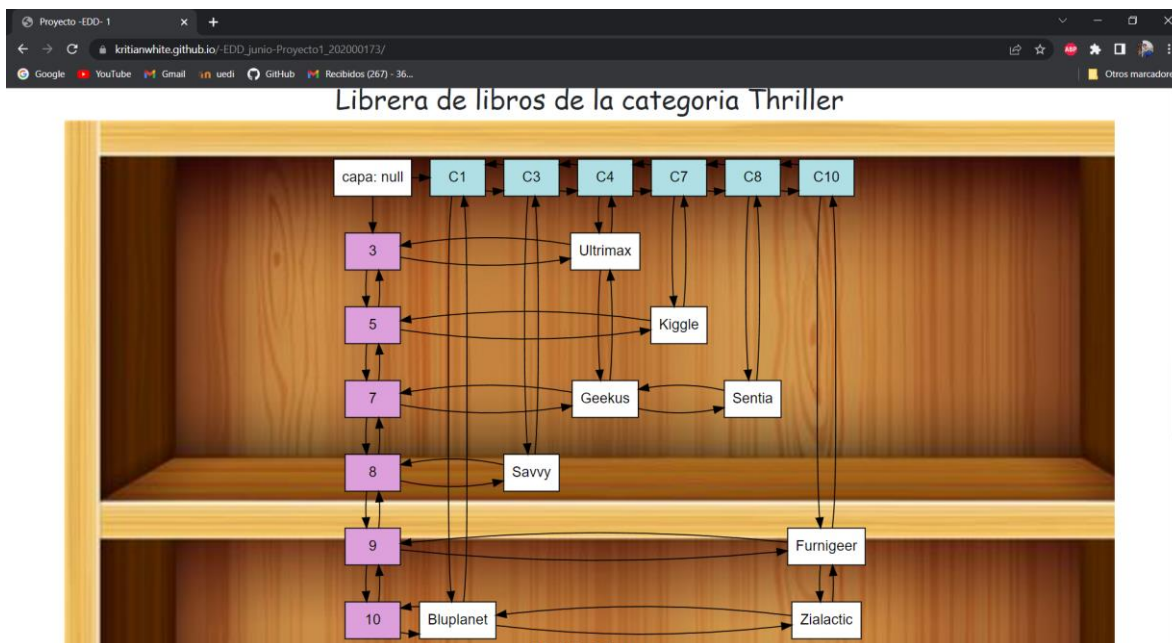 Proyecto -EDD- 1
kritianwhite.github.io/-EDD_junio-Proyecto1_202000173/
Google YouTube Gmail uedi GitHub Recibidos (267) - 36... Otros marcadore
Librera de libros de la categoria Thriller
capa: null C1 C3 C4 C7 C8 C10
3 Ultrimax
5 Kiggle
7 Geekus Sentia
8 Savvy
9 Furnigeer
10 Bluplanet Zialactic